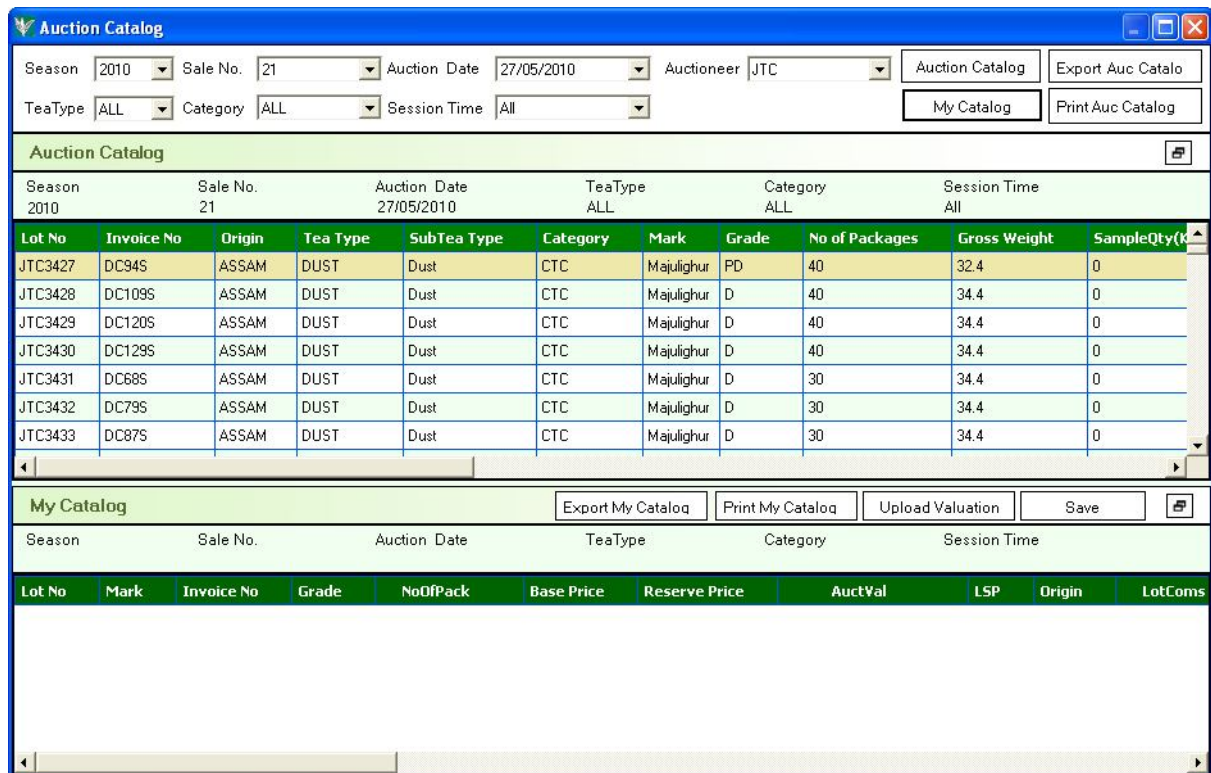 Auction Catalog
Season 2010 Sale No. 21 Auction Date 27/05/2010 Auctioneer JTC Auction Catalog Export Auc Catalo
TeaType ALL Category ALL Session Time All My Catalog Print Auc Catalog
Auction Catalog
Season Sale No. Auction Date TeaType Category Session Time
2010 21 27/05/2010 ALL ALL All
Lot No Invoice No Origin Tea Type SubTea Type Category Mark Grade No of Packages Gross Weight SampleQty(K
JTC3427 DC94S ASSAM DUST Dust CTC Majulighur PD 40 32.4 0
JTC3428 DC109S ASSAM DUST Dust CTC Majulighur D 40 34.4 0
JTC3429 DC120S ASSAM DUST Dust CTC Majulighur D 40 34.4 0
JTC3430 DC129S ASSAM DUST Dust CTC Majulighur D 40 34.4 0
JTC3431 DC68S ASSAM DUST Dust CTC Majulighur D 30 34.4 0
JTC3432 DC79S ASSAM DUST Dust CTC Majulighur D 30 34.4 0
JTC3433 DC87S ASSAM DUST Dust CTC Majulighur D 30 34.4 0
My Catalog Export My Catalog Print My Catalog Upload Valuation Save
Season Sale No. Auction Date TeaType Category Session Time
Lot No Mark Invoice No Grade NoOfPack Base Price Reserve Price AuctVal LSP Origin LotComs